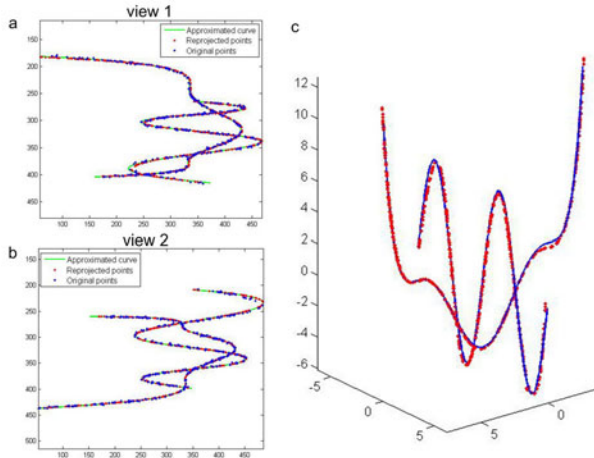 view 1
a
Approximated curve
Reprojected points
Original points
150
200
250
300
350
400
450
100 150 200 250 300 350 400 450
view 2
b
Approximated curve
Reprojected points
Original points
150
200
250
300
350
400
450
500
100 150 200 250 300 350 400 450
c
12
10
8
6
4
2
0
-2
-4
-6
-5
0
5
5
0